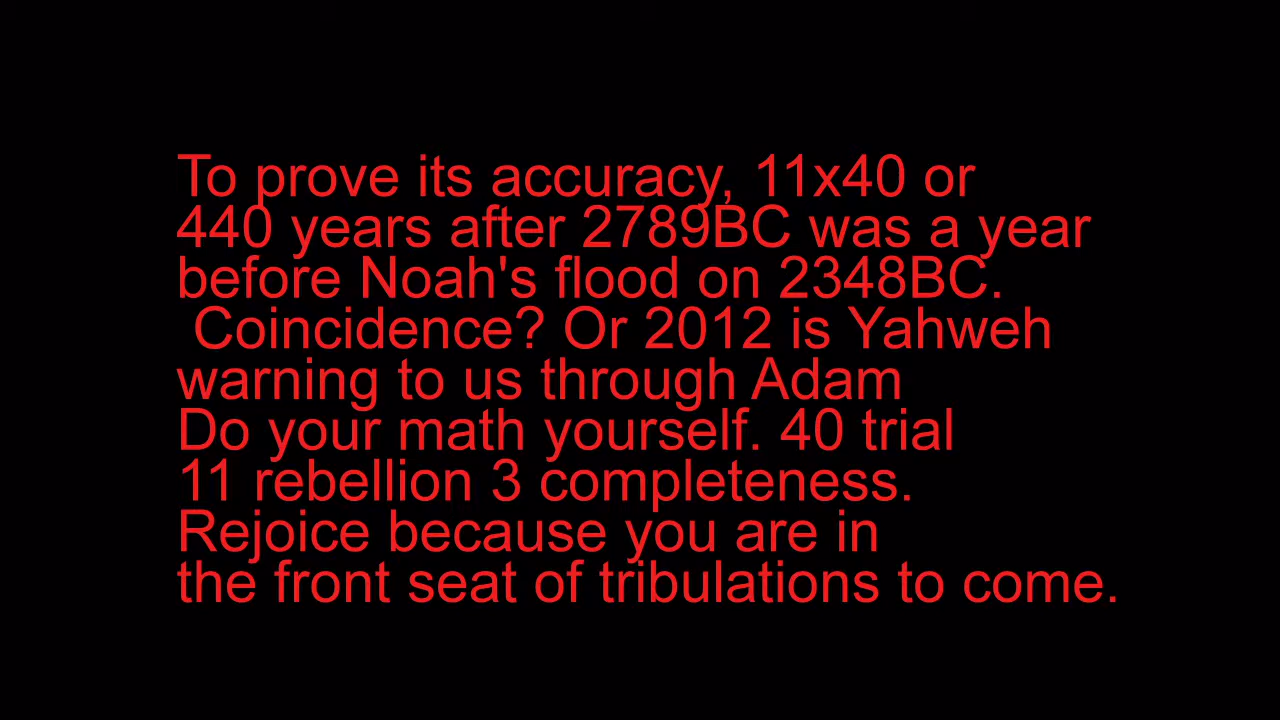 To prove its accuracy, 11x40 or
440 years after 2789BC was a year
before Noah's flood on 2348BC.
Coincidence? Or 2012 is Yahweh
warning to us through Adam
Do your math yourself. 40 trial
11 rebellion 3 completeness.
Rejoice because you are in
the front seat of tribulations to come.